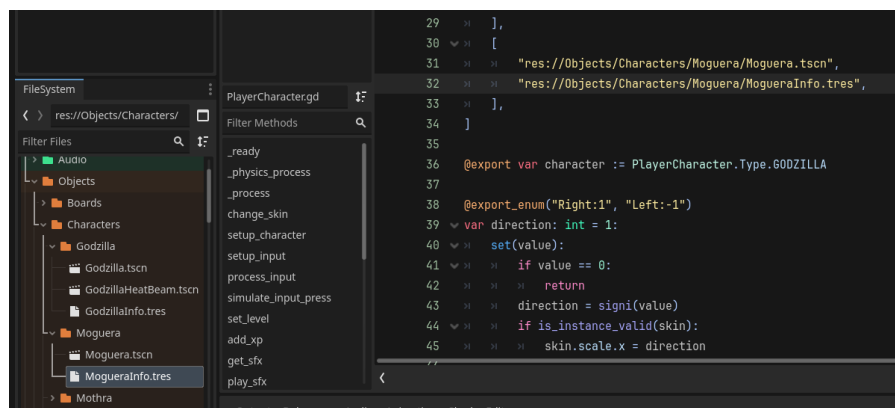 FileSystem
res://Objects/Characters/
Filter Files
Audio
Objects
Boards
Characters
Godzilla
Godzilla.tscn
GodzillaHeatBeam.tscn
GodzillaInfo.tres
Moguera
Moguera.tscn
MogueraInfo.tres
Mothra
PlayerCharacter.gd
Filter Methods
_ready
_physics_process
_process
change_skin
setup_character
setup_input
process_input
simulate_input_press
set_level
add_xp
get_sfx
play_sfx
29 ],
30 [
31 "res://Objects/Characters/Moguera/Moguera.tscn",
32 "res://Objects/Characters/Moguera/MogueraInfo.tres",
33 ],
34 ]
35
36 @export var character := PlayerCharacter.Type.GODZILLA
37
38 @export_enum("Right:1", "Left:-1")
39 var direction: int = 1:
40 set(value):
41 if value == 0:
42 return
43 direction = signi(value)
44 if is_instance_valid(skin):
45 skin.scale.x = direction